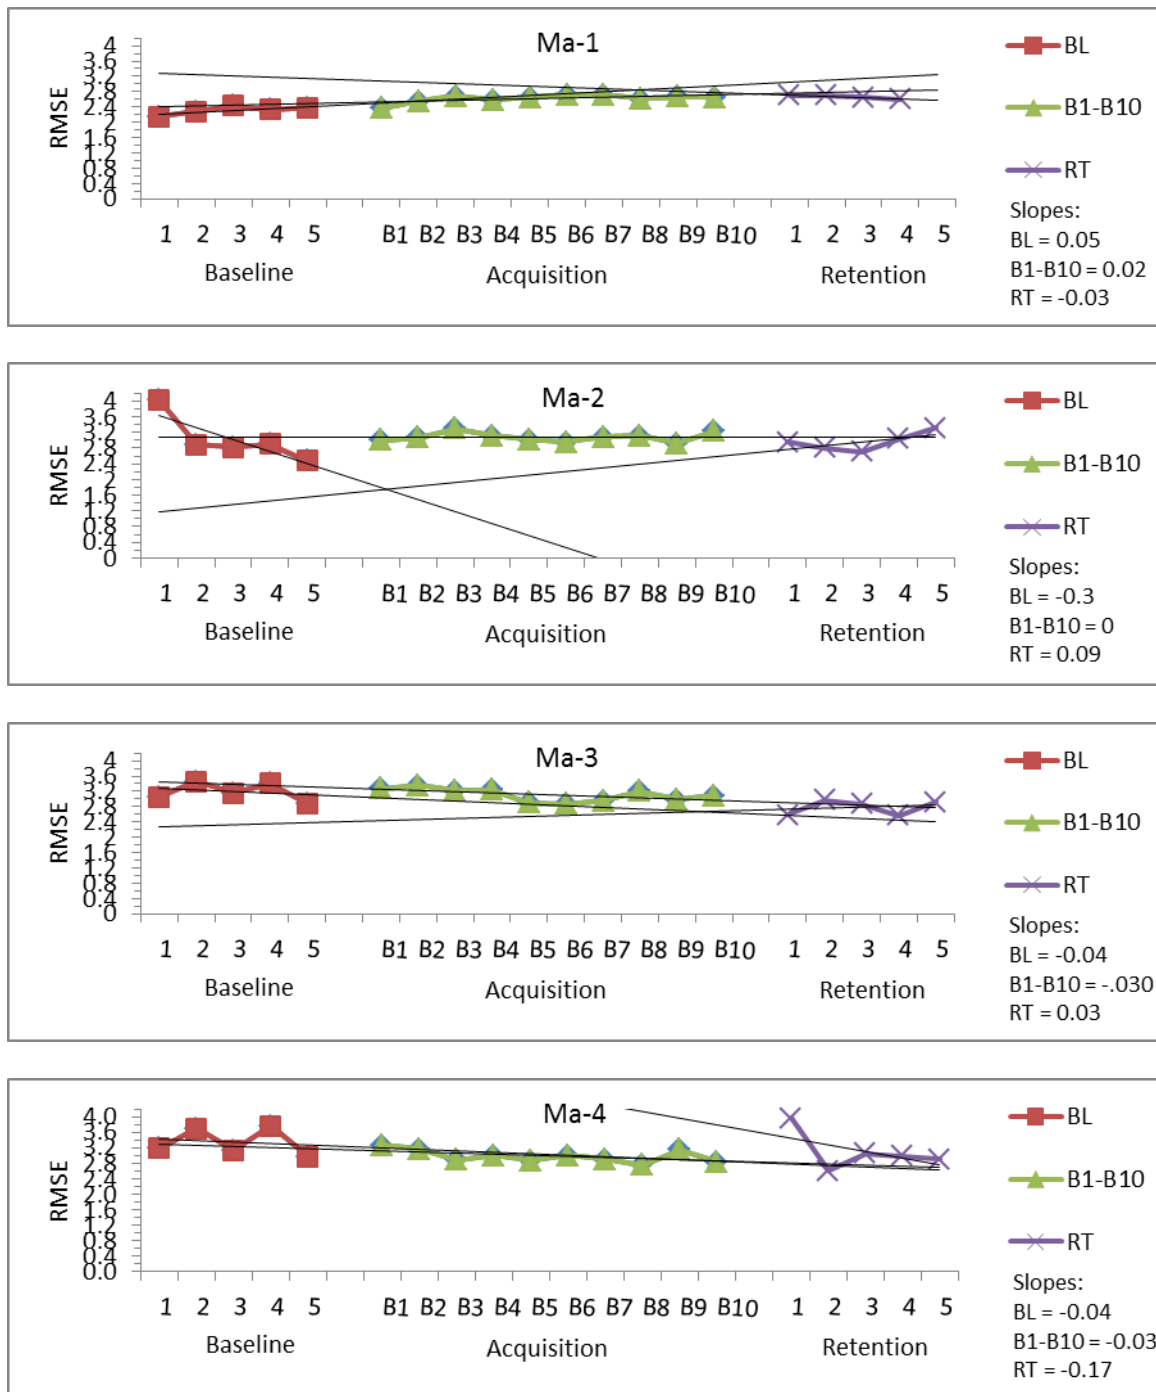 Ma-1
4
3.6
3.2
2.8
2.4
2
1.6
1.2
0.8
0.4
0
RMSE
1 2 3 4 5 B1 B2 B3 B4 B5 B6 B7 B8 B9 B10 1 2 3 4 5
Baseline Acquisition Retention
BL
B1-B10
RT
Slopes:
BL = 0.05
B1-B10 = 0.02
RT = -0.03
Ma-2
4
3.6
3.2
2.8
2.4
2
1.6
1.2
0.8
0.4
0
RMSE
1 2 3 4 5 B1 B2 B3 B4 B5 B6 B7 B8 B9 B10 1 2 3 4 5
Baseline Acquisition Retention
BL
B1-B10
RT
Slopes:
BL = -0.3
B1-B10 = 0
RT = 0.09
Ma-3
4
3.6
3.2
2.8
2.4
2
1.6
1.2
0.8
0.4
0
RMSE
1 2 3 4 5 B1 B2 B3 B4 B5 B6 B7 B8 B9 B10 1 2 3 4 5
Baseline Acquisition Retention
BL
B1-B10
RT
Slopes:
BL = -0.04
B1-B10 = -.030
RT = 0.03
Ma-4
4.0
3.6
3.2
2.8
2.4
2.0
1.6
1.2
0.8
0.4
0.0
RMSE
1 2 3 4 5 B1 B2 B3 B4 B5 B6 B7 B8 B9 B10 1 2 3 4 5
Baseline Acquisition Retention
BL
B1-B10
RT
Slopes:
BL = -0.04
B1-B10 = -0.03
RT = -0.17